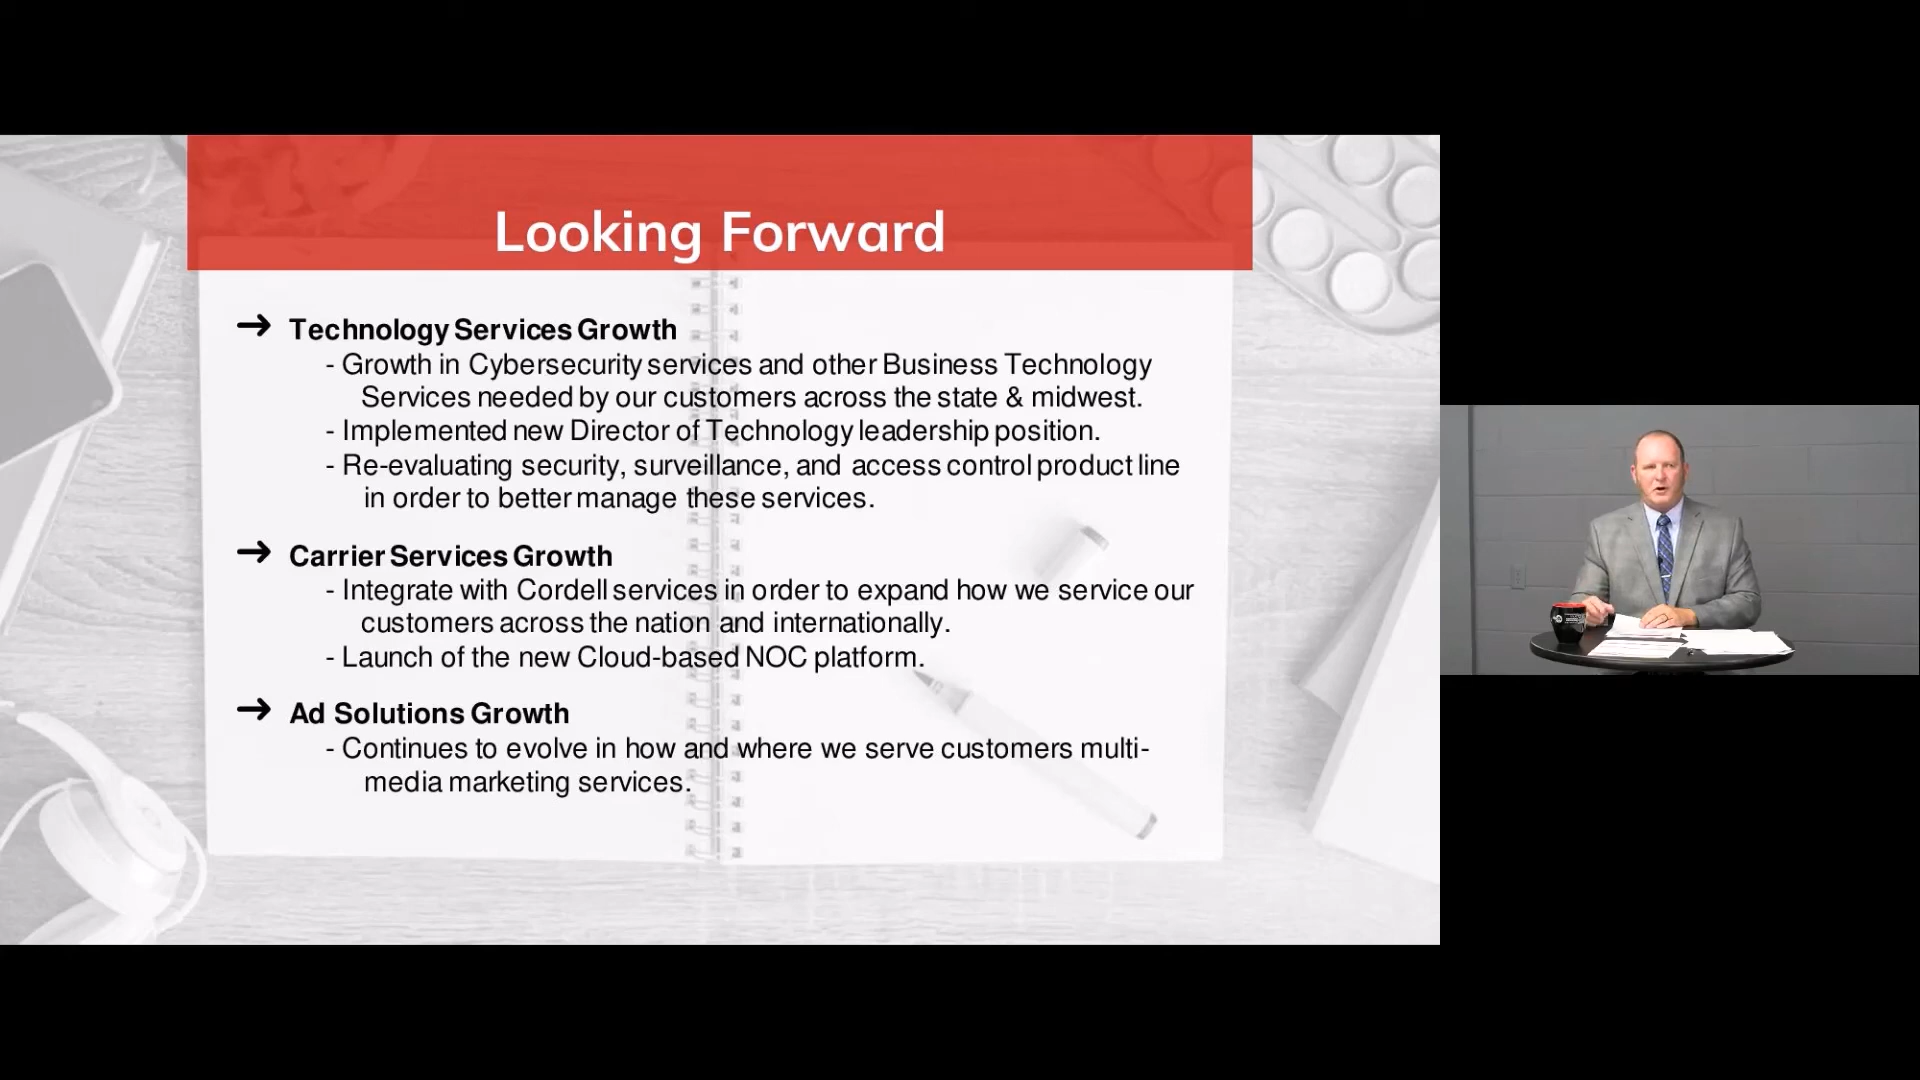 Looking Forward
→ Technology Services Growth
- Growth in Cybersecurity services and other Business Technology
Services needed by our customers across the state & midwest.
- Implemented new Director of Technology leadership position.
- Re-evaluating security, surveillance, and access control product line
in order to better manage these services.
→ Carrier Services Growth
- Integrate with Cordell services in order to expand how we service our
customers across the nation and internationally.
- Launch of the new Cloud-based NOC platform.
→ Ad Solutions Growth
- Continues to evolve in how and where we serve customers multi-
media marketing services.